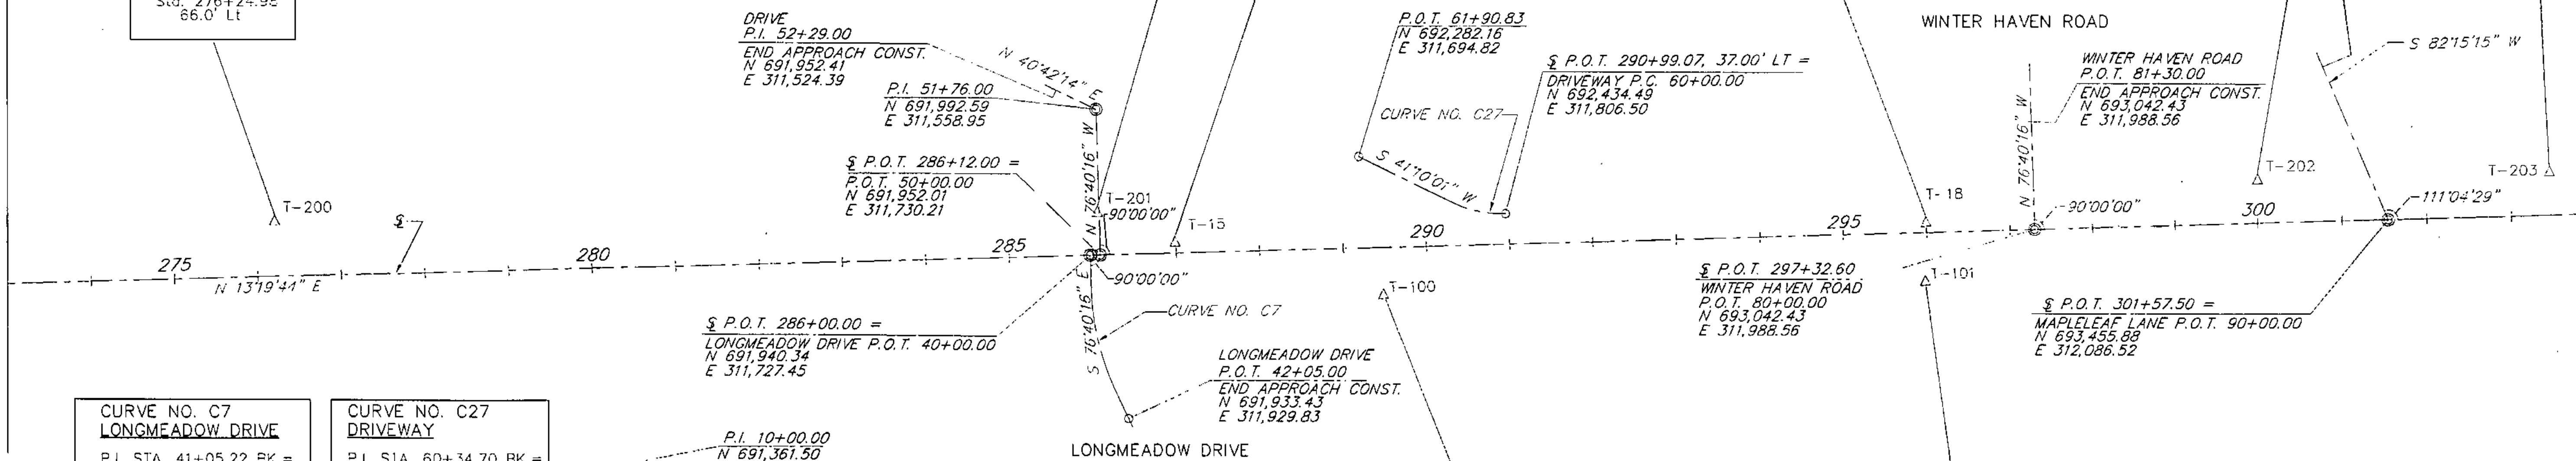 Sta. 276+24.98
66.0' Lt
DRIVE
P.I. 52+29.00
END APPROACH CONST.
N 691,952.41
E 311,524.39
N 40°42'14" E
P.I. 51+76.00
N 691,992.59
E 311,558.95
N 76°40'16" W
℄ P.O.T. 286+12.00 =
P.O.T. 50+00.00
N 691,952.01
E 311,730.21
T-201
90°00'00"
T-15
T-200
℄
P.O.T. 61+90.83
N 692,282.16
E 311,694.82
℄ P.O.T. 290+99.07, 37.00' LT =
DRIVEWAY P.C. 60+00.00
N 692,434.49
E 311,806.50
CURVE NO. C27
S 41°10'01" W
WINTER HAVEN ROAD
WINTER HAVEN ROAD
P.O.T. 81+30.00
END APPROACH CONST.
N 693,042.43
E 311,988.56
S 82°15'15" W
N 76°40'16" W
T-18
90°00'00"
T-202
T-203
111°04'29"
275
280
285
290
295
300
N 13°19'44" E
90°00'00"
S 76°40'16" E
CURVE NO. C7
T-100
T-101
℄ P.O.T. 286+00.00 =
LONGMEADOW DRIVE P.O.T. 40+00.00
N 691,940.34
E 311,727.45
LONGMEADOW DRIVE
P.O.T. 42+05.00
END APPROACH CONST.
N 691,933.43
E 311,929.83
LONGMEADOW DRIVE
℄ P.O.T. 297+32.60
WINTER HAVEN ROAD
P.O.T. 80+00.00
N 693,042.43
E 311,988.56
℄ P.O.T. 301+57.50 =
MAPLELEAF LANE P.O.T. 90+00.00
N 693,455.88
E 312,086.52
CURVE NO. C7
LONGMEADOW DRIVE
P.I. STA. 41+05.22 BK =
CURVE NO. C27
DRIVEWAY
P.I. STA. 60+34.70 BK =
P.I. 10+00.00
N 691,361.50